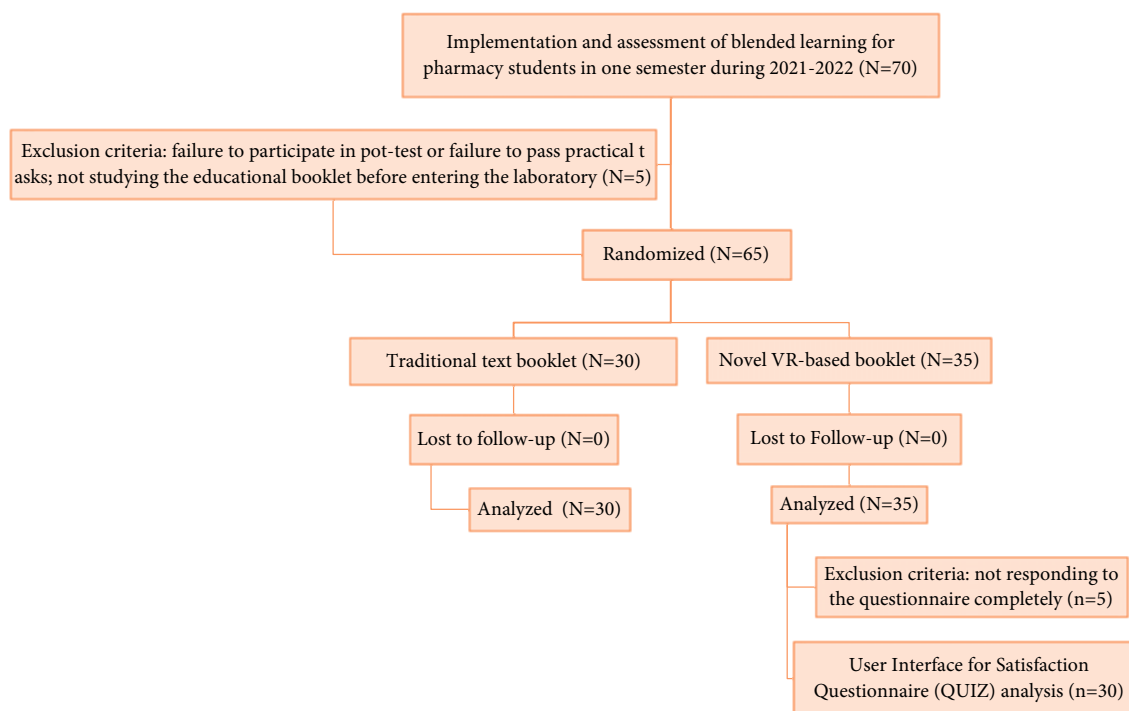 Implementation and assessment of blended learning for
pharmacy students in one semester during 2021-2022 (N=70)
Exclusion criteria: failure to participate in pot-test or failure to pass practical t
asks; not studying the educational booklet before entering the laboratory (N=5)
Randomized (N=65)
Traditional text booklet (N=30)
Novel VR-based booklet (N=35)
Lost to follow-up (N=0)
Lost to Follow-up (N=0)
Analyzed (N=30)
Analyzed (N=35)
Exclusion criteria: not responding to
the questionnaire completely (n=5)
User Interface for Satisfaction
Questionnaire (QUIZ) analysis (n=30)